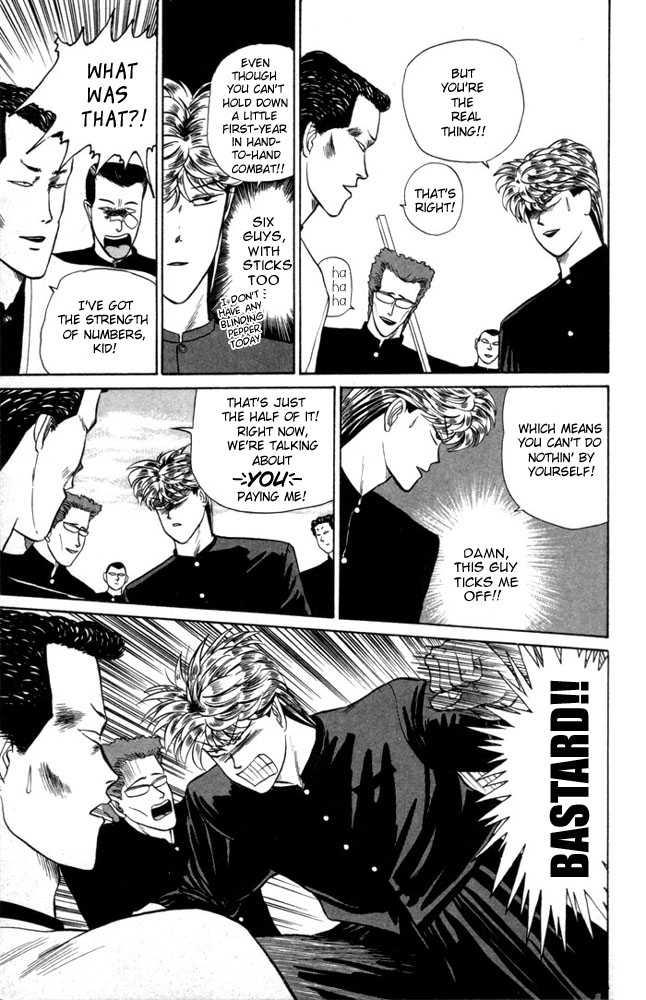 BUT
YOU'RE
THE
REAL
THING!!
THAT'S
RIGHT!
ha
ha
ha
EVEN
THOUGH
YOU CAN'T
HOLD DOWN
A LITTLE
FIRST-YEAR
IN HAND-
TO-HAND
COMBAT!!
SIX
GUYS,
WITH
STICKS
TOO
I DON'T
HAVE ANY
BLINDING
PEPPER
TODAY
WHAT
WAS
THAT?!
I'VE GOT
THE STRENGTH
OF NUMBERS,
KID!
WHICH MEANS
YOU CAN'T DO
NOTHIN' BY
YOURSELF!
DAMN,
THIS GUY
TICKS ME
OFF!!
THAT'S JUST
THE HALF OF IT!
RIGHT NOW,
WE'RE TALKING
ABOUT
YOU
PAYING ME!
BASTARD!!